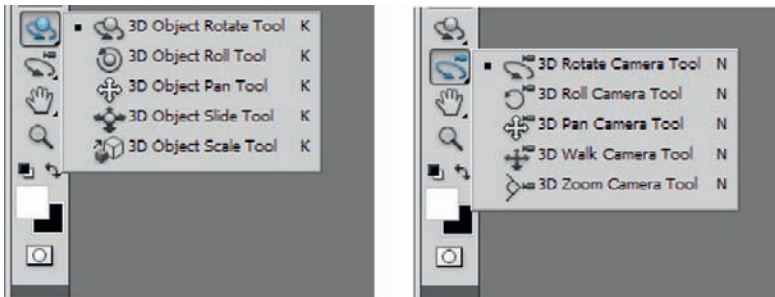 3D Object Rotate Tool K
3D Object Roll Tool K
3D Object Pan Tool K
3D Object Slide Tool K
3D Object Scale Tool K
3D Rotate Camera Tool N
3D Roll Camera Tool N
3D Pan Camera Tool N
3D Walk Camera Tool N
3D Zoom Camera Tool N